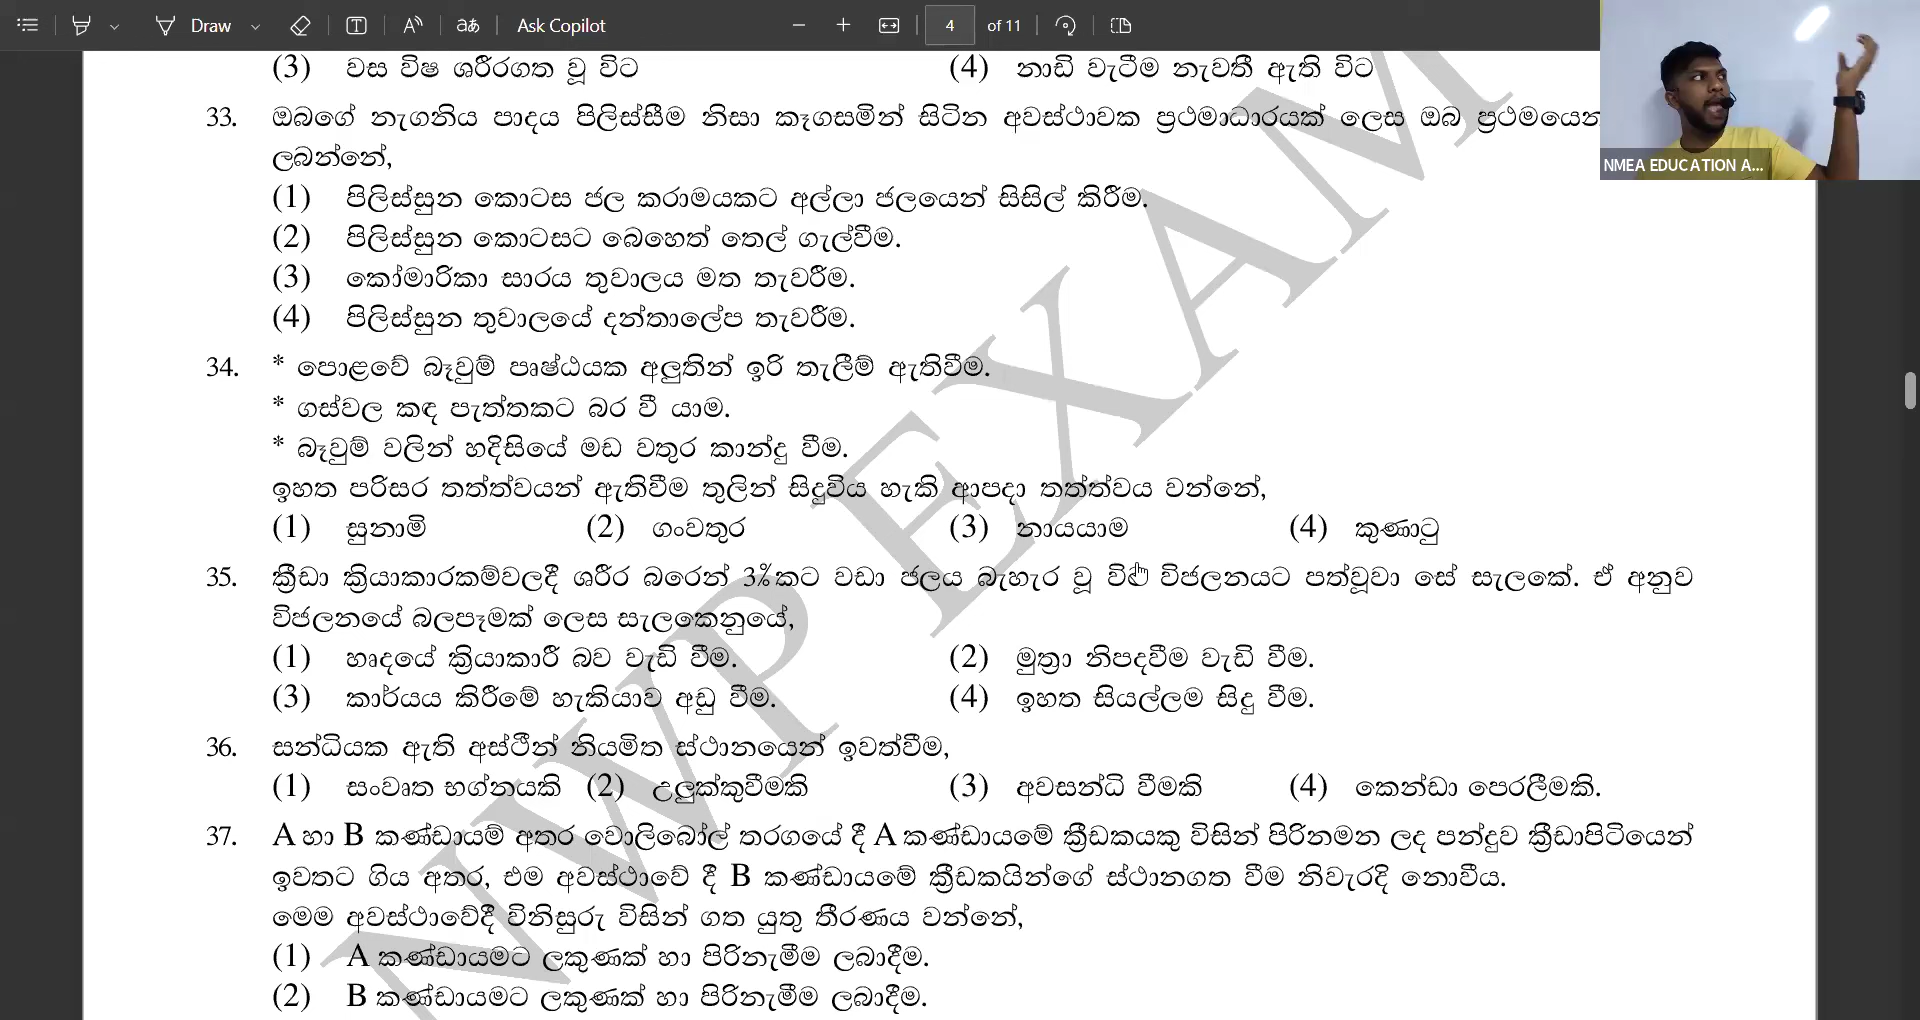 Draw
Ask Copilot
4 of 11
(3) වස විෂ ශරීරගත වූ විට (4) නාඩි වැටීම නැවතී ඇති විට
33. ඔබගේ නැගනිය පාදය පිලිස්සීම නිසා කෑගසමින් සිටින අවස්ථාවක ප්‍රථමාධාරයක් ලෙස ඔබ
ලබන්නේ,
(1) පිලිස්සුන කොටස ජල කරාමයකට අල්ලා ජලයෙන් සිසිල් කිරීම.
(2) පිලිස්සුන කොටසට බෙහෙත් තෙල් ගැල්වීම.
(3) කෝමාරිකා සාරය තුවාලය මත තැවරීම.
(4) පිලිස්සුන තුවාලයේ දන්තාලේප තැවරීම.
34. * පොළවේ බෑවුම් පෘෂ්ඨයක අලුතින් ඉරි තැලීම් ඇතිවීම.
* ගස්වල කඳ පැත්තකට බර වී යාම.
* බෑවුම් වලින් හදිසියේ මඩ වතුර කාන්දු වීම.
ඉහත පරිසර තත්ත්වයන් ඇතිවීම තුලින් සිදුවිය හැකි ආපදා තත්ත්වය වන්නේ,
(1) සුනාමි (2) ගංවතුර (3) නායයාම (4) කුණාටු
35. ක්‍රීඩා ක්‍රියාකාරකම්වලදී ශරීර බරෙන් 3%කට වඩා ජලය බැහැර වූ විජලනයට පත්වූවා සේ සැලකේ. ඒ අනුව
විජලනයේ බලපෑමක් ලෙස සැලකෙනුයේ,
(1) හෘදයේ ක්‍රියාකාරී බව වැඩි වීම. (2) මුත්‍රා නිපදවීම වැඩි වීම.
(3) කාර්යය කිරීමේ හැකියාව අඩු වීම. (4) ඉහත සියල්ලම සිදු වීම.
36. සන්ධියක ඇති අස්ථීන් නියමිත ස්ථානයෙන් ඉවත්වීම,
(1) සංවෘත භග්නයකි (2) උලුක්කුවීමකි (3) අවසන්ධි වීමකි (4) කෙන්ඩා පෙරලීමකි.
37. A හා B කණ්ඩායම් අතර වොලිබෝල් තරගයේ දී A කණ්ඩායමේ ක්‍රීඩකයකු විසින් පිරිනමන ලද පන්දුව ක්‍රීඩාපිටියෙන්
ඉවතට ගිය අතර, එම අවස්ථාවේ දී B කණ්ඩායමේ ක්‍රීඩකයින්ගේ ස්ථානගත වීම නිවැරදි නොවීය.
මෙම අවස්ථාවේදී විනිසුරු විසින් ගත යුතු තීරණය වන්නේ,
(1) A කණ්ඩායමට ලකුණක් හා පිරිනැමීම ලබාදීම.
(2) B කණ්ඩායමට ලකුණක් හා පිරිනැමීම ලබාදීම.
NWP EXAM
NMEA EDUCATION A...